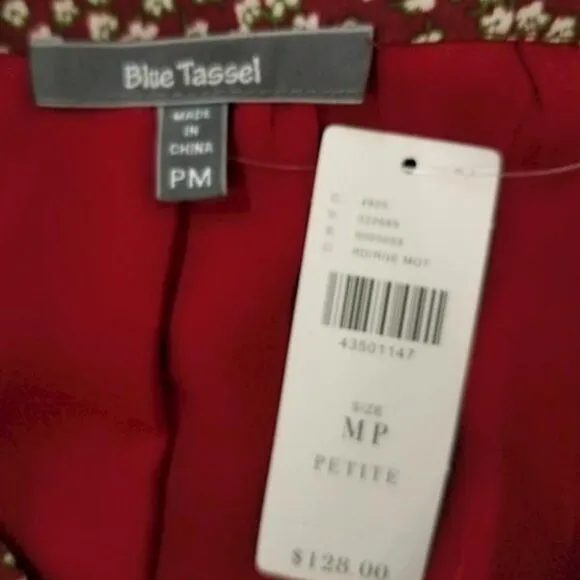 Blue Tassel
MADE
IN
CHINA
PM
43501147
SIZE
MP
PETITE
$128.00